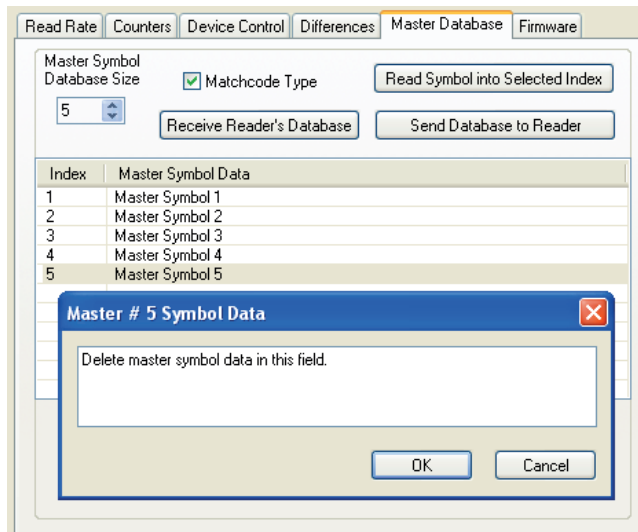 Read Rate Counters Device Control Differences Master Database Firmware
Master Symbol
Database Size
Matchcode Type
Read Symbol into Selected Index
5
Receive Reader's Database
Send Database to Reader
Index Master Symbol Data
1 Master Symbol 1
2 Master Symbol 2
3 Master Symbol 3
4 Master Symbol 4
5 Master Symbol 5
Master # 5 Symbol Data
Delete master symbol data in this field.
OK Cancel